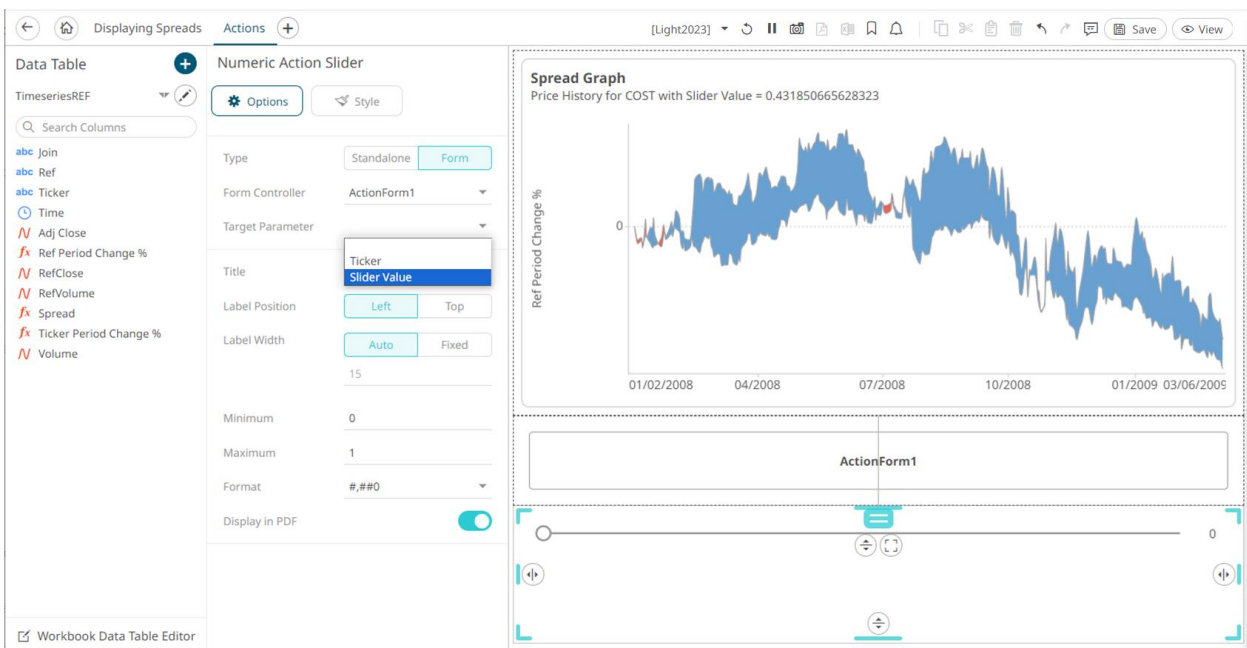 Displaying Spreads Actions [Light2023] Save View
Data Table
TimeseriesREF
Search Columns
abc Join
abc Ref
abc Ticker
Time
Adj Close
fx Ref Period Change %
RefClose
RefVolume
fx Spread
fx Ticker Period Change %
Volume
Workbook Data Table Editor
Numeric Action Slider
Options Style
Type Standalone Form
Form Controller ActionForm1
Target Parameter
Ticker
Slider Value
Title
Label Position Left Top
Label Width Auto Fixed
15
Minimum 0
Maximum 1
Format #,##0
Display in PDF
Spread Graph
Price History for COST with Slider Value = 0.431850665628323
Ref Period Change %
0
01/02/2008 04/2008 07/2008 10/2008 01/2009 03/06/2009
ActionForm1
0